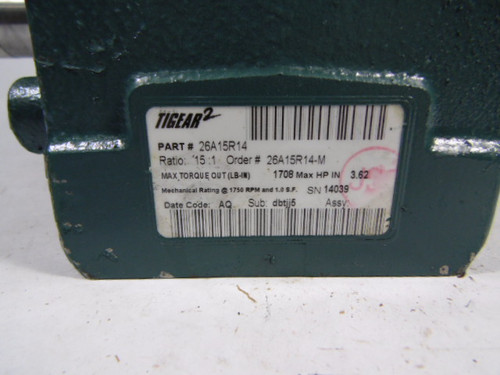 TIGEAR2
PART # 26A15R14
Ratio: 15 :1 Order # 26A15R14-M
MAX TORQUE OUT (LB-IN) 1708 Max HP IN 3.62
Mechanical Rating @ 1750 RPM and 1.0 S.F. SN 14039
Date Code: AQ Sub: dbtjj5 Assy: